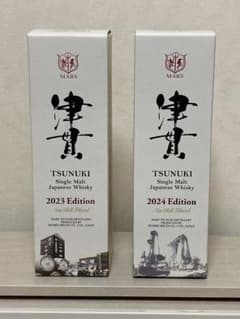 MARS
津貫
TSUNUKI
Single Malt
Japanese Whisky
2023 Edition
MARS
津貫
TSUNUKI
Single Malt
Japanese Whisky
2024 Edition